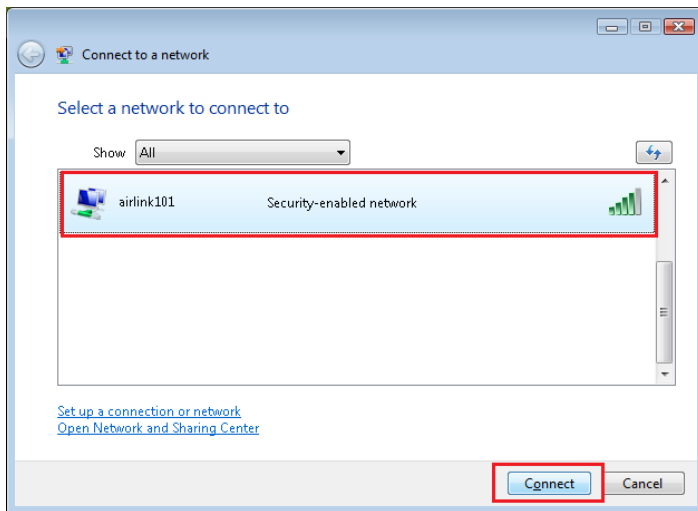 Connect to a network
Select a network to connect to
Show All
airlink101 Security-enabled network
Set up a connection or network
Open Network and Sharing Center
Connect Cancel